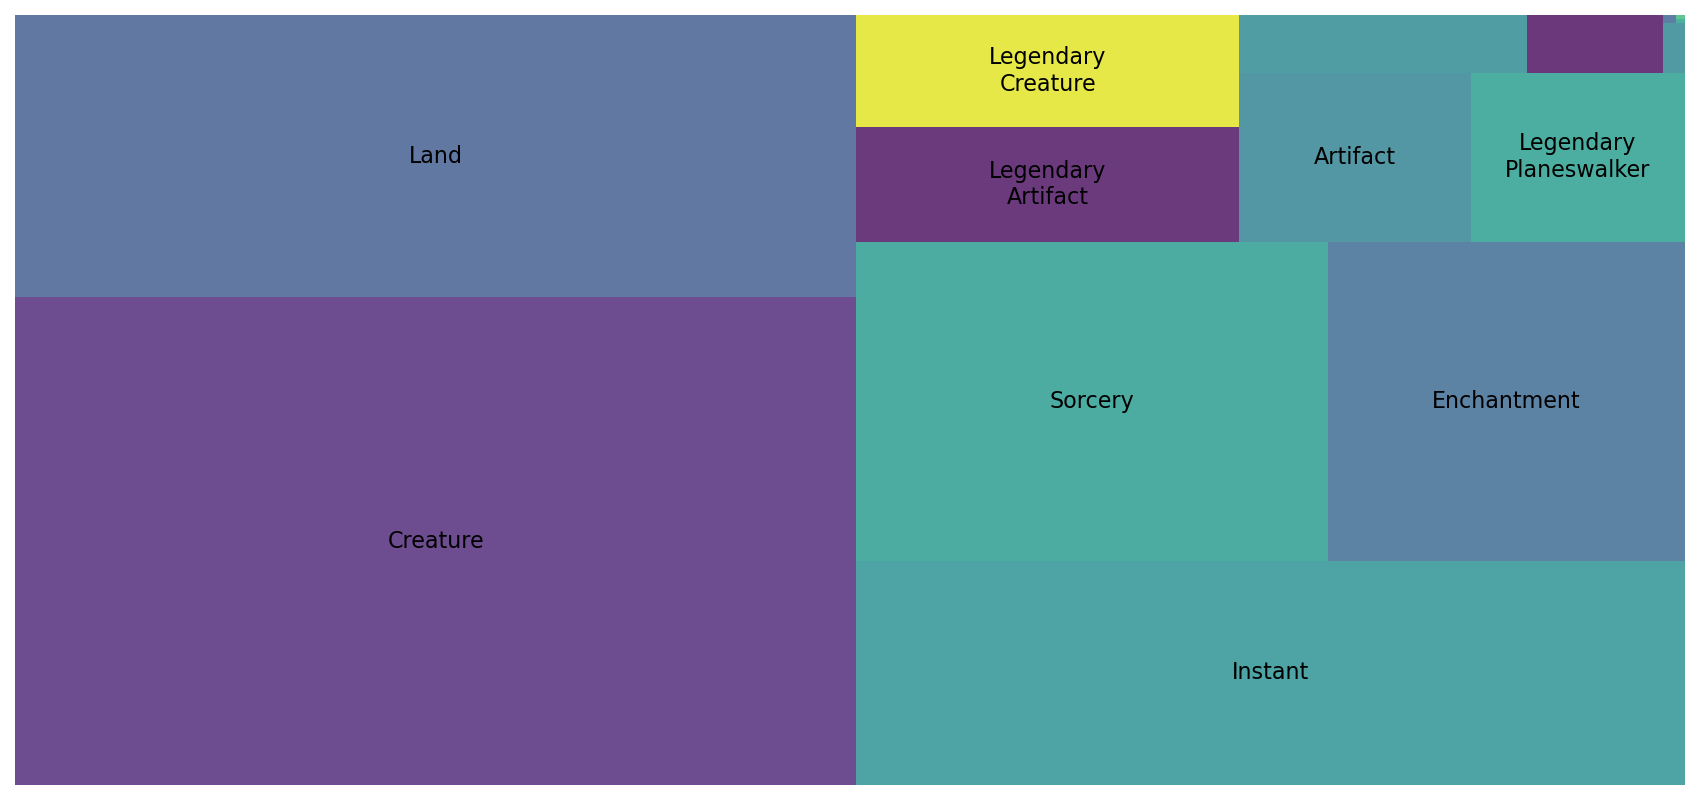 Land
Creature
Legendary
Creature
Legendary
Artifact
Artifact
Legendary
Planeswalker
Sorcery
Enchantment
Instant